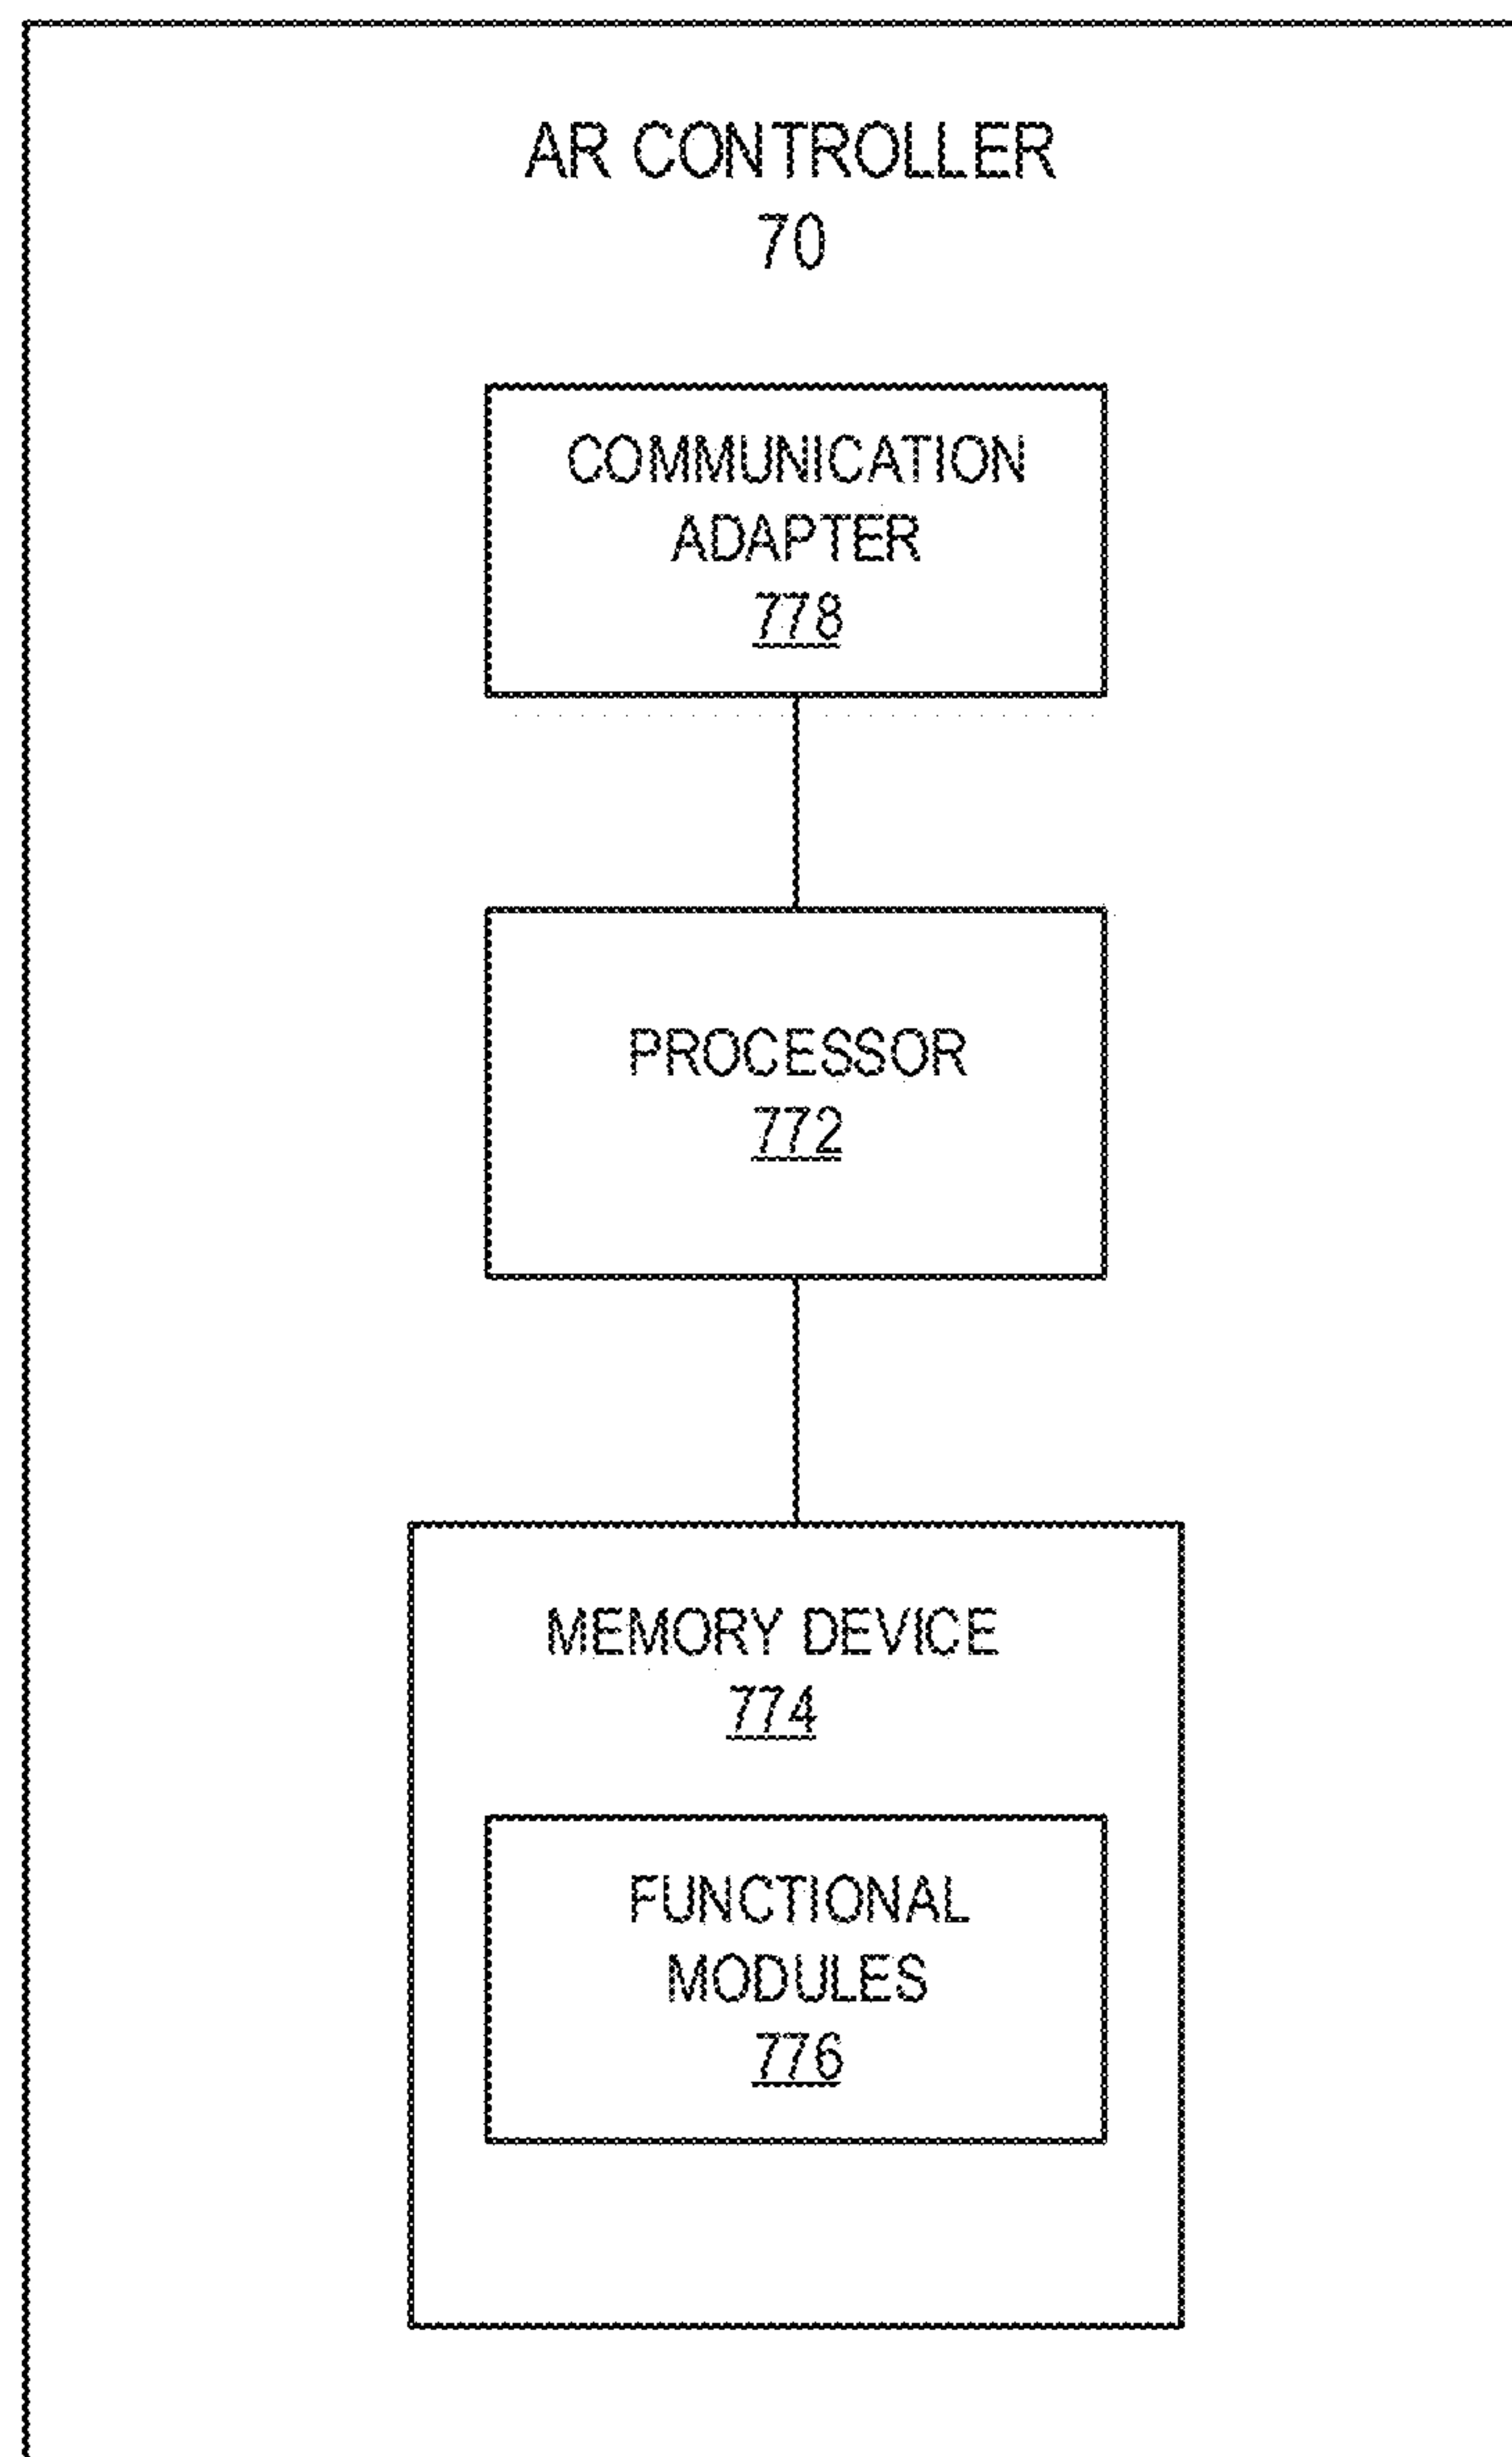 AR CONTROLLER
70
COMMUNICATION
ADAPTER
778
PROCESSOR
772
MEMORY DEVICE
774
FUNCTIONAL
MODULES
776